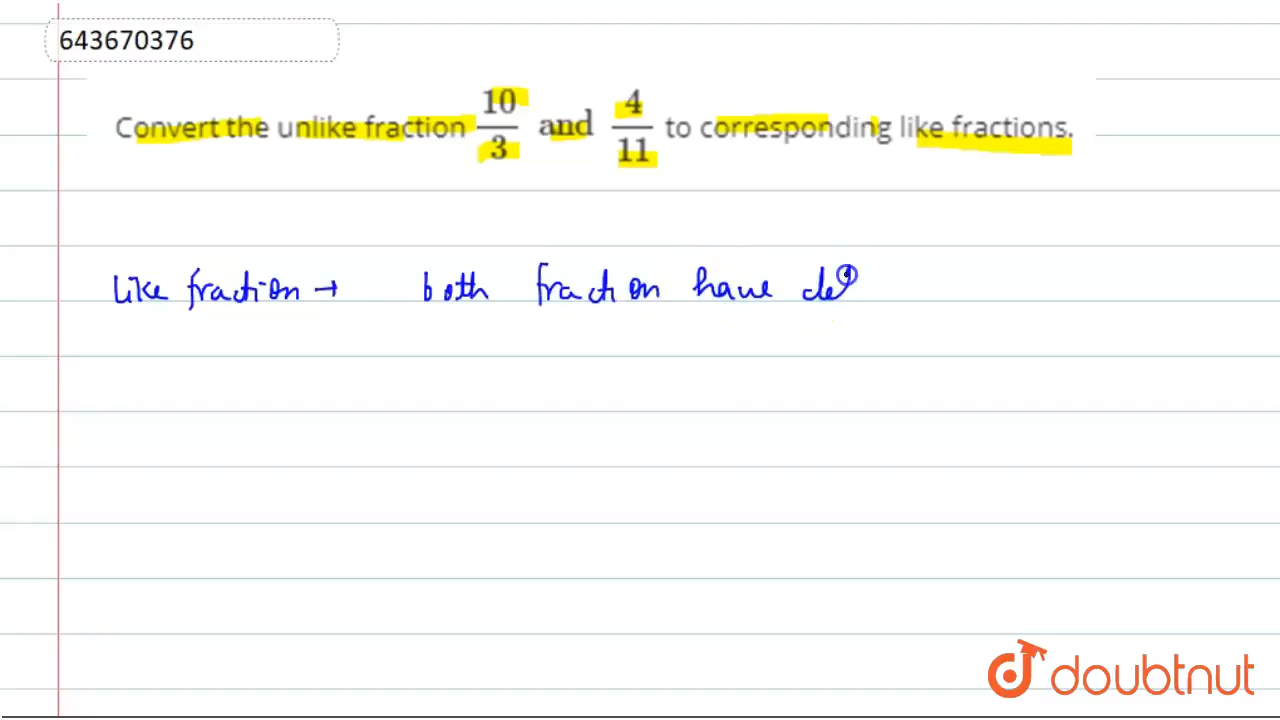 643670376
Convert the unlike fraction 10/3 and 4/11 to corresponding like fractions.
Like fraction → both fraction have de
doubtnut